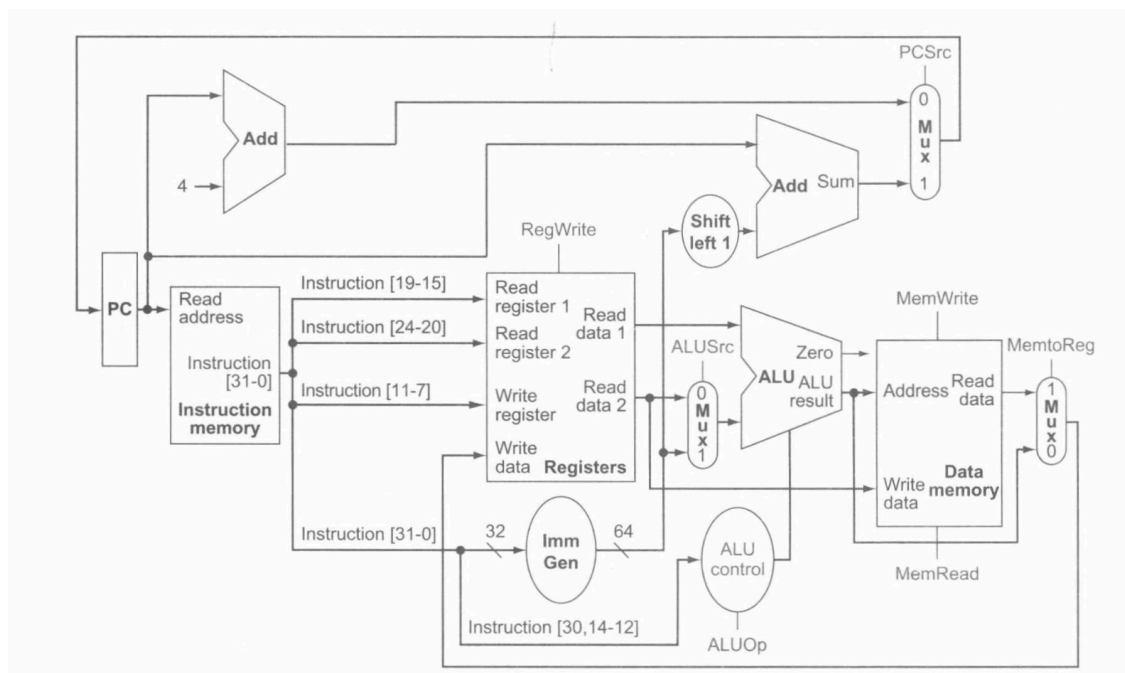 PCSrc
0
Mux
1
Add
4
Add Sum
Shift
left 1
RegWrite
PC
Read
address
Instruction
[31-0]
Instruction
memory
Instruction [19-15]
Instruction [24-20]
Instruction [11-7]
Read
register 1
Read
register 2
Write
register
Write
data
Read
data 1
Read
data 2
Registers
ALUSrc
0
Mux
1
Zero
ALU
ALU
result
MemWrite
Address
Read
data
Write
data
Data
memory
MemRead
MemtoReg
1
Mux
0
Instruction [31-0]
32
Imm
Gen
64
ALU
control
Instruction [30,14-12]
ALUOp